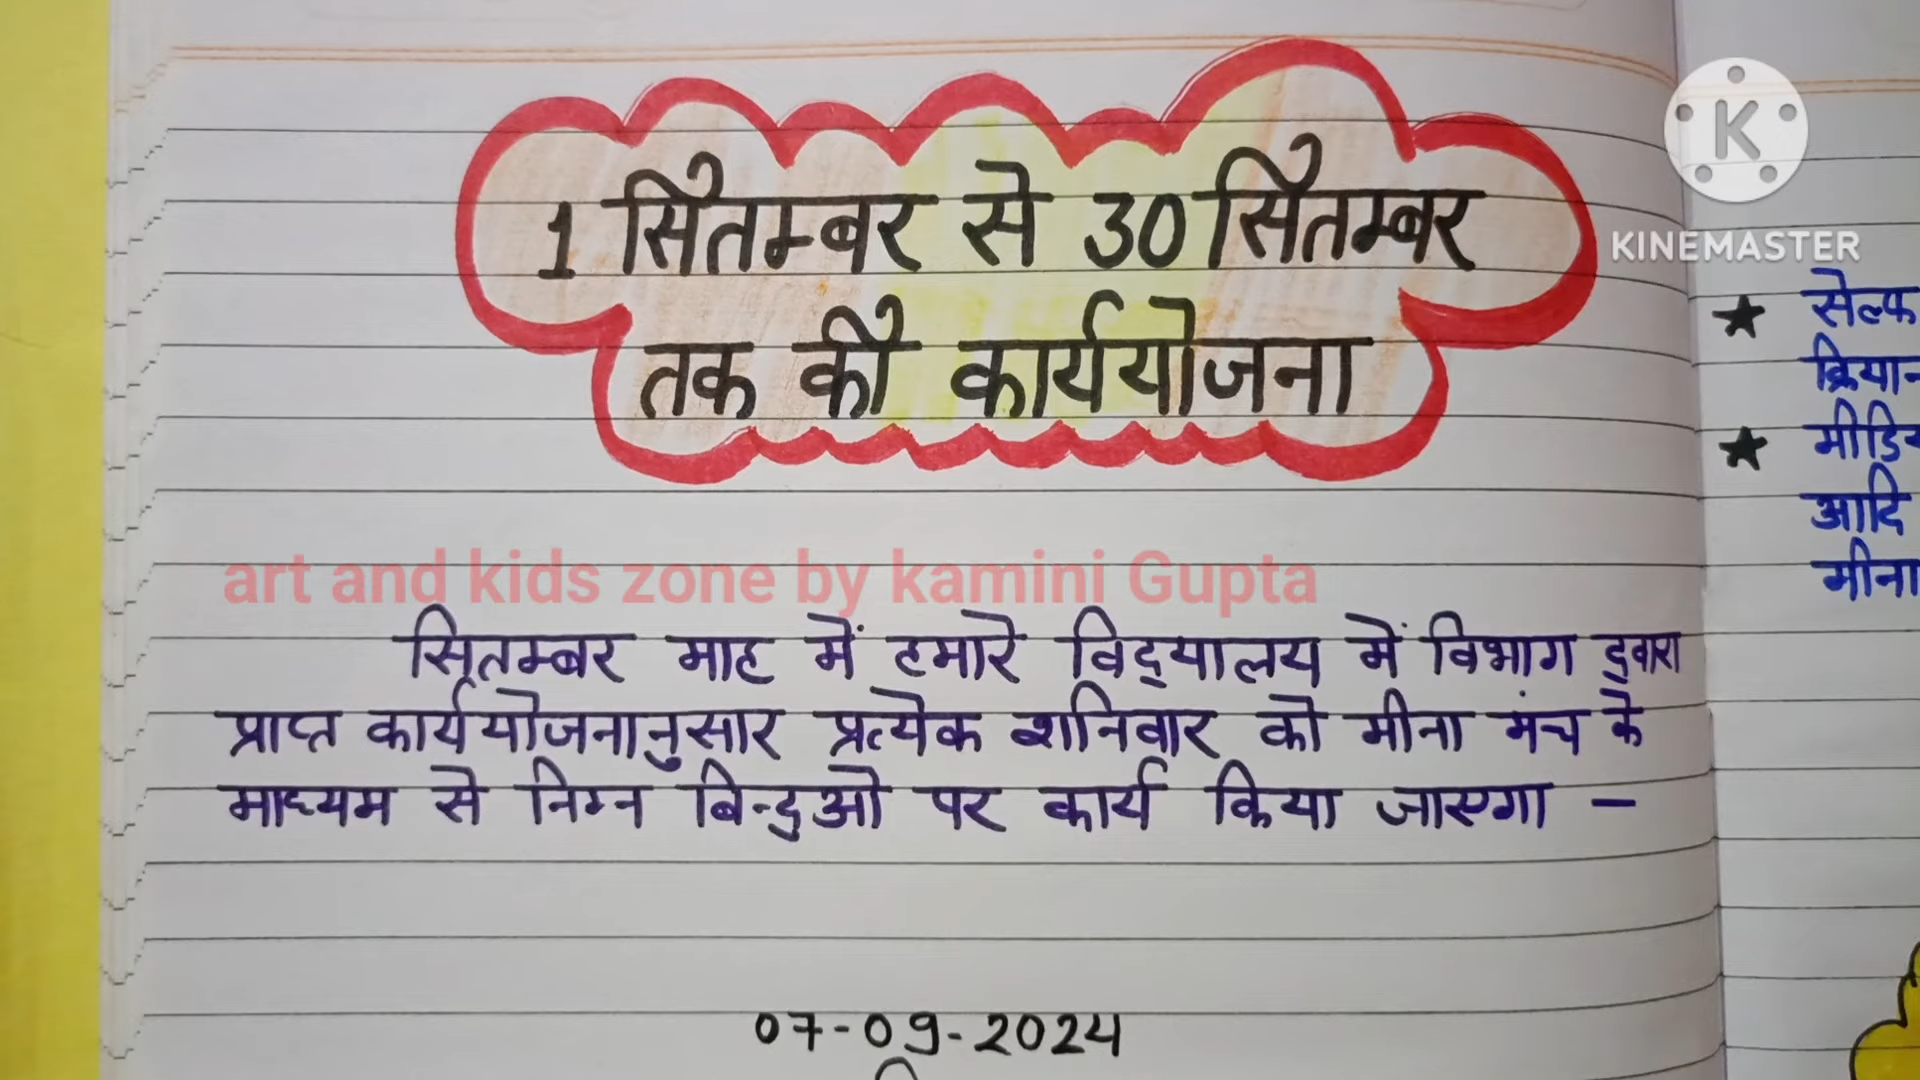 1 सितम्बर से 30 सितम्बर
तक की कार्ययोजना
K
KINEMASTER
art and kids zone by kamini Gupta
सितम्बर माह में हमारे विद्यालय में विभाग द्वारा
प्राप्त कार्ययोजनानुसार प्रत्येक शनिवार को मीना मंच के
माध्यम से निम्न बिन्दुओ पर कार्य किया जाएगा –
07-09-2024
★ सेल्फ
★
आदि
मीना